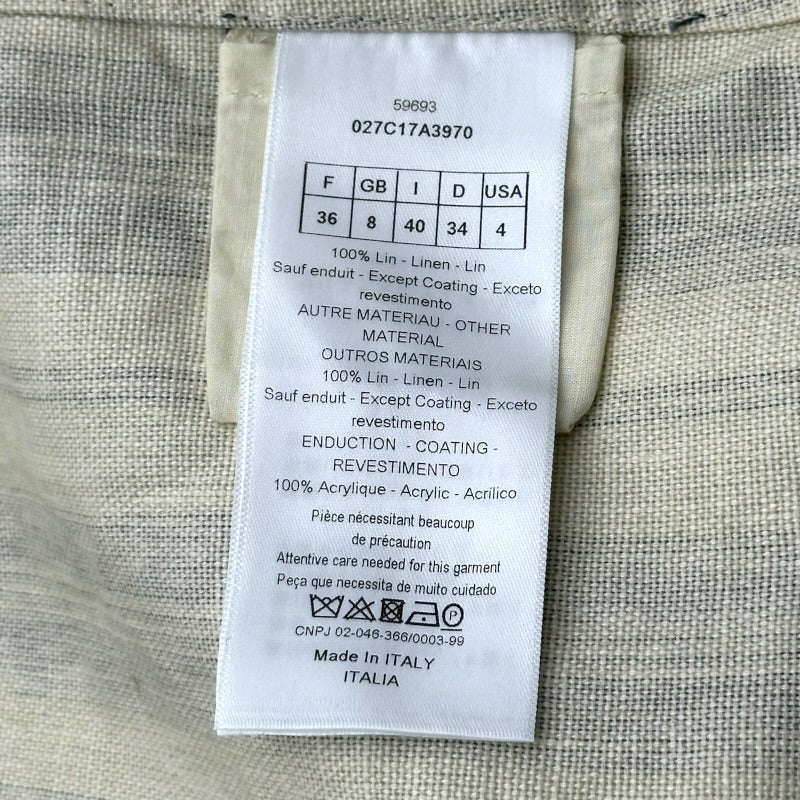 59693
027C17A3970
F GB I D USA
36 8 40 34 4
100% Lin - Linen - Lin
Sauf enduit - Except Coating - Exceto
revestimento
AUTRE MATERIAU - OTHER
MATERIAL
OUTROS MATERIAIS
100% Lin - Linen - Lin
Sauf enduit - Except Coating - Exceto
revestimento
ENDUCTION - COATING -
REVESTIMENTO
100% Acrylique - Acrylic - Acrílico
Pièce nécessitant beaucoup
de précaution
Attentive care needed for this garment
Peça que necessita de muito cuidado
P
CNPJ 02-046-366/0003-99
Made In ITALY
ITALIA